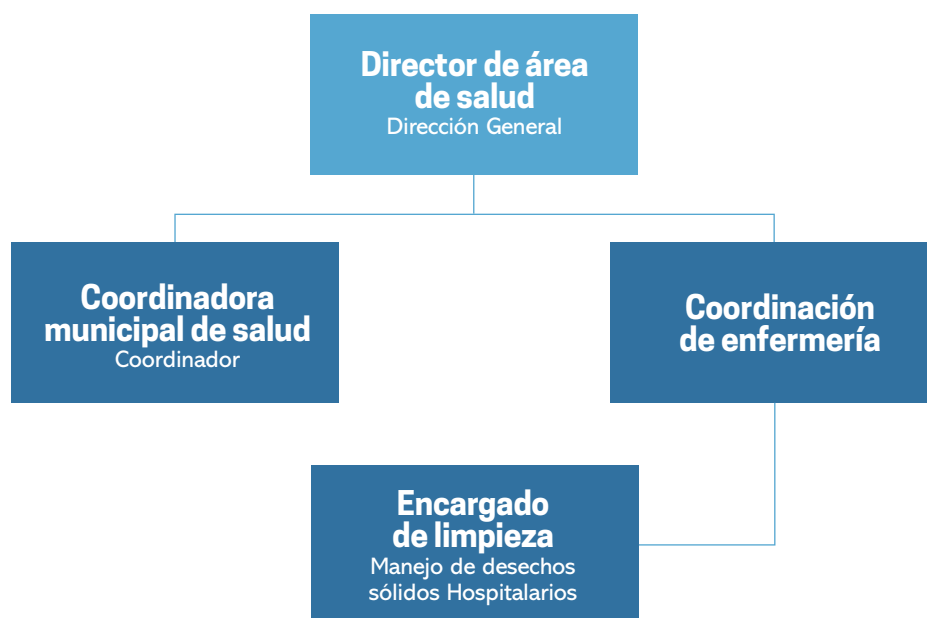 Director de área
de salud
Dirección General
Coordinadora
municipal de salud
Coordinador
Coordinación
de enfermería
Encargado
de limpieza
Manejo de desechos
sólidos Hospitalarios